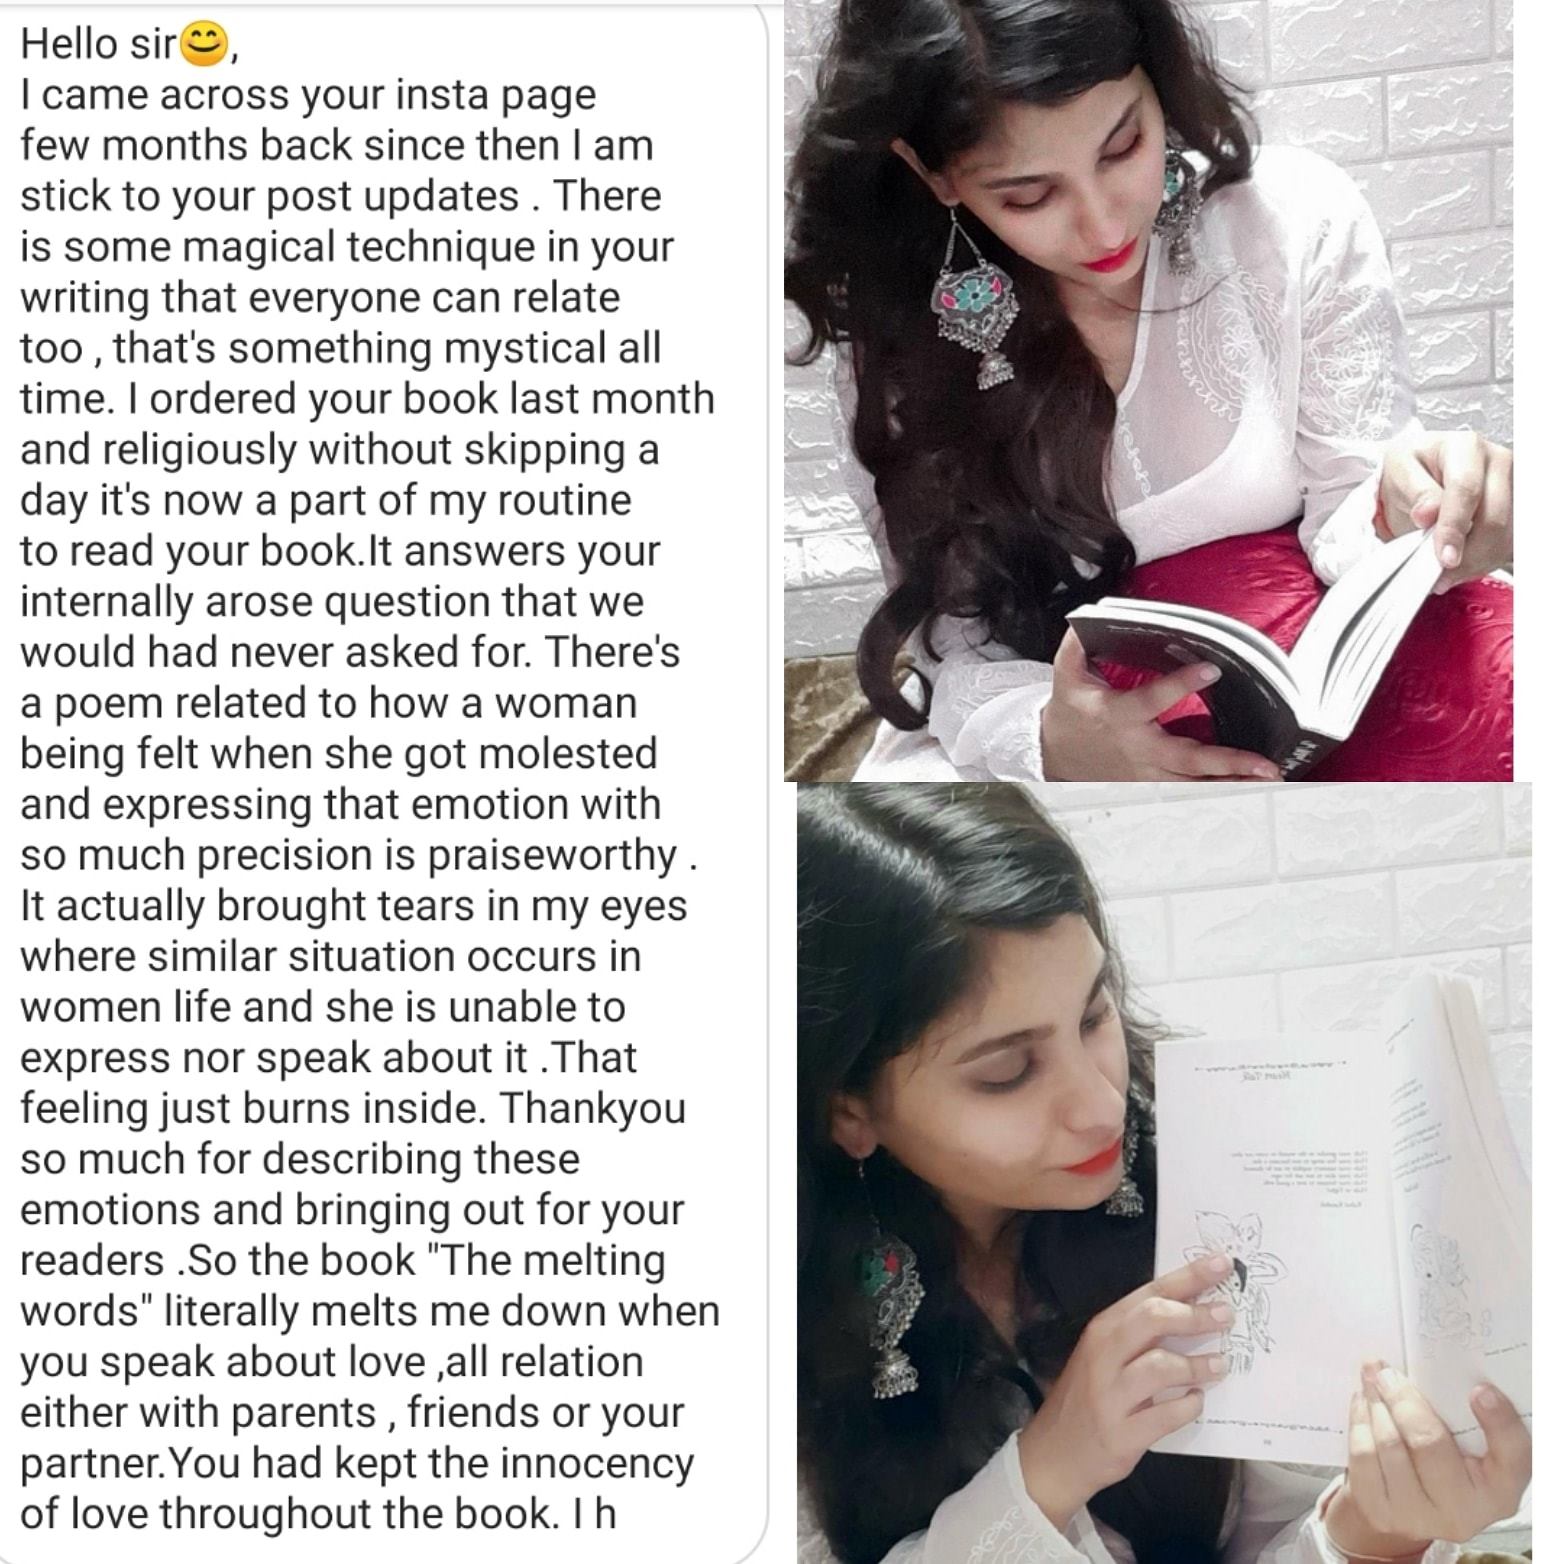 Hello sir😊,
I came across your insta page
few months back since then I am
stick to your post updates . There
is some magical technique in your
writing that everyone can relate
too , that's something mystical all
time. I ordered your book last month
and religiously without skipping a
day it's now a part of my routine
to read your book.It answers your
internally arose question that we
would had never asked for. There's
a poem related to how a woman
being felt when she got molested
and expressing that emotion with
so much precision is praiseworthy .
It actually brought tears in my eyes
where similar situation occurs in
women life and she is unable to
express nor speak about it .That
feeling just burns inside. Thankyou
so much for describing these
emotions and bringing out for your
readers .So the book "The melting
words" literally melts me down when
you speak about love ,all relation
either with parents , friends or your
partner.You had kept the innocency
of love throughout the book. I h
Heart Talk